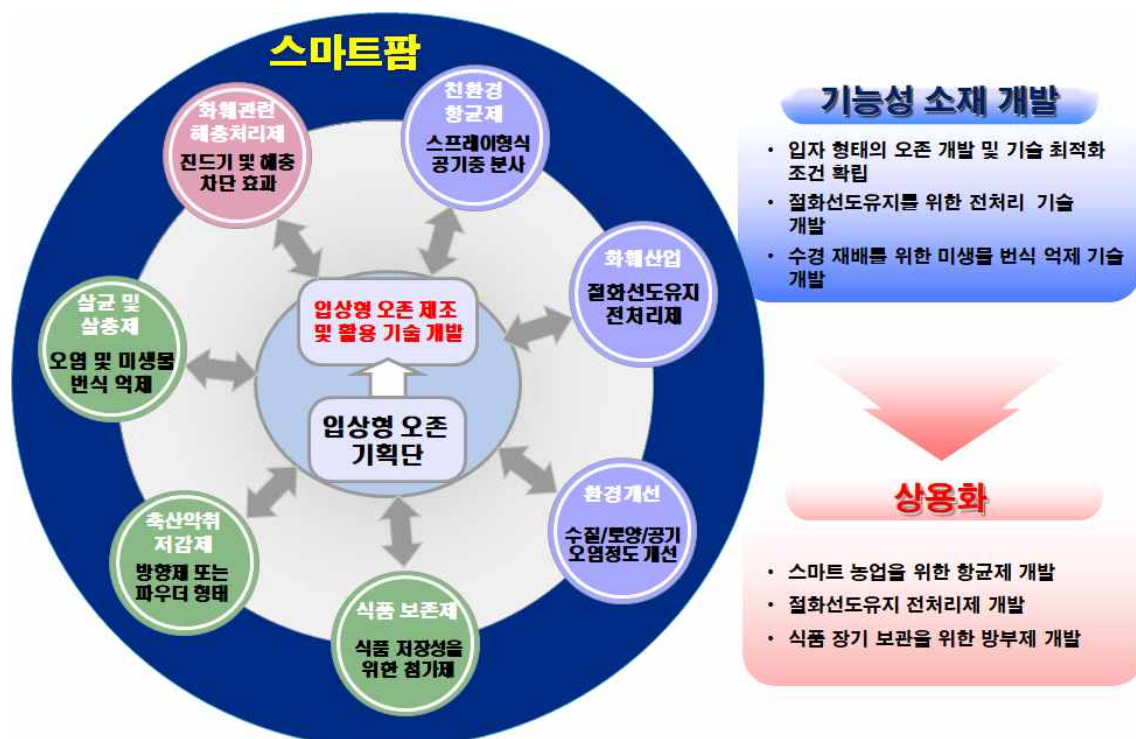 스마트팜
화훼관련
해충처리제
진드기 및 해충
차단 효과
친환경
항균제
스프레이형식
공기중 분사
화훼산업
절화선도유지
전처리제
환경개선
수질/토양/공기
오염정도 개선
식품 보존제
식품 저장성을
위한 첨가제
축산악취
저감제
방향제 또는
파우더 형태
살균 및
살충제
오염 및 미생물
번식 억제
입상형 오존 제조
및 활용 기술 개발
입상형 오존
기획단
기능성 소재 개발
• 입자 형태의 오존 개발 및 기술 최적화
조건 확립
• 절화선도유지를 위한 전처리 기술
개발
• 수경 재배를 위한 미생물 번식 억제 기술
개발
상용화
• 스마트 농업을 위한 항균제 개발
• 절화선도유지 전처리제 개발
• 식품 장기 보관을 위한 방부제 개발